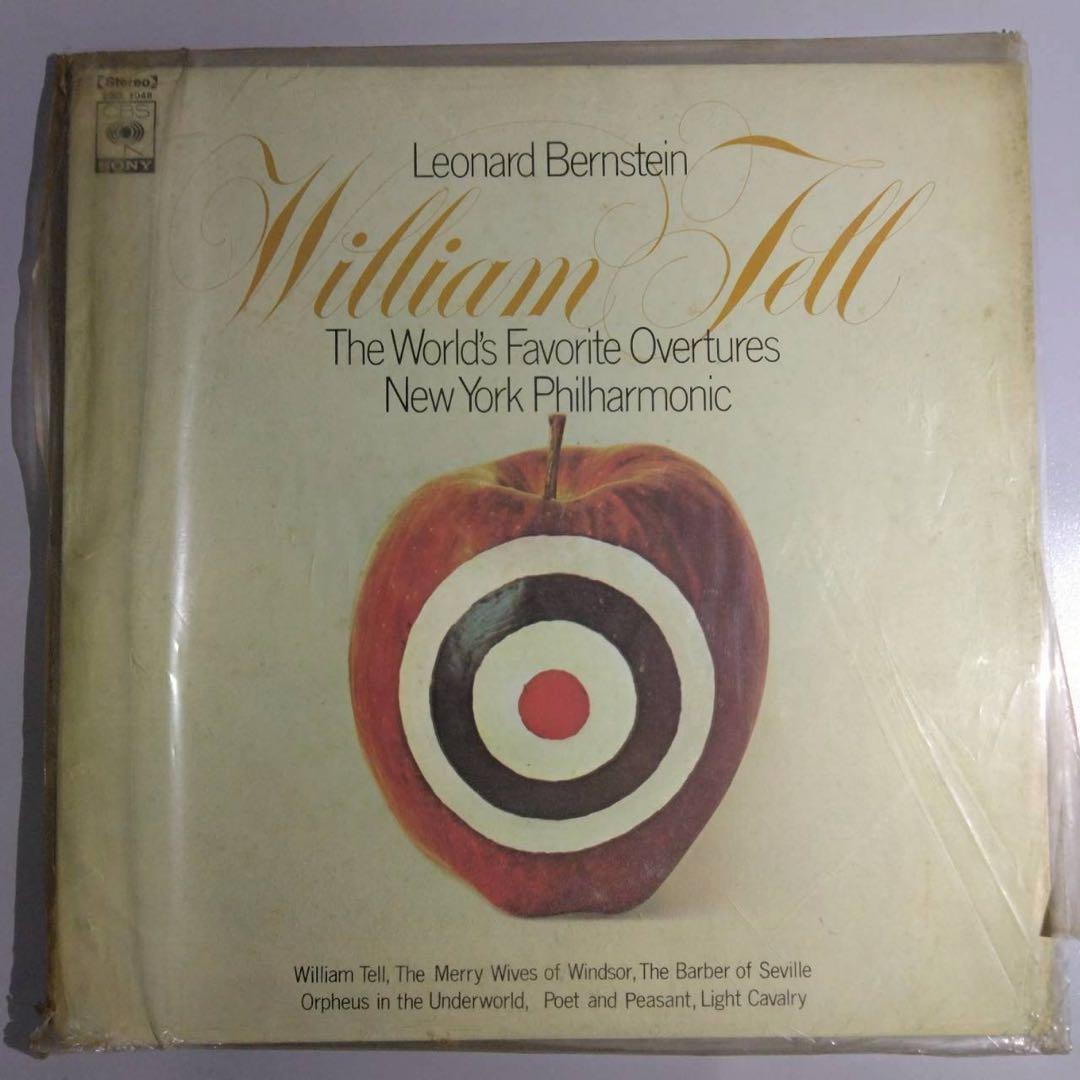 【Stereo】
1048
CBS
SONY
Leonard Bernstein
William Tell
The World's Favorite Overtures
New York Philharmonic
William Tell, The Merry Wives of Windsor, The Barber of Seville
Orpheus in the Underworld, Poet and Peasant, Light Cavalry